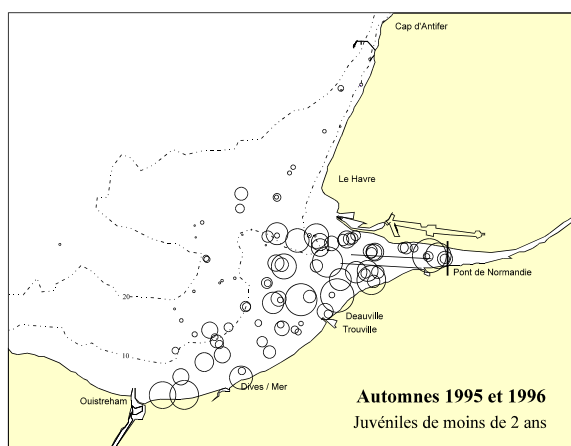 Cap d'Antifer
Le Havre
Pont de Normandie
20
Deauville
Trouville
10
Dives / Mer
Ouistreham
Automnes 1995 et 1996
Juvéniles de moins de 2 ans